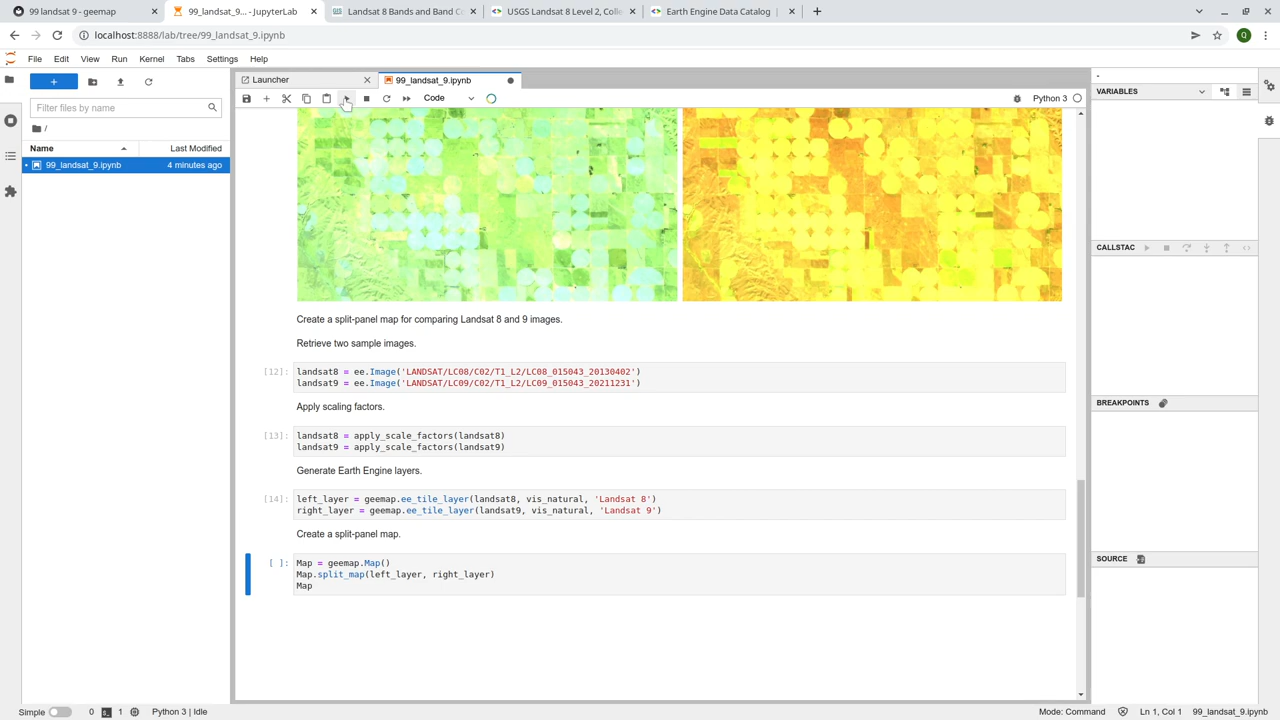 99 landsat 9 - geemap
99_landsat_9... - JupyterLab
Landsat 8 Bands and Band C
USGS Landsat 8 Level 2, Colle
Earth Engine Data Catalog
localhost:8888/lab/tree/99_landsat_9.ipynb
Q
File Edit View Run Kernel Tabs Settings Help
Launcher
99_landsat_9.ipynb
Code
Python 3
Filter files by name
/
Name
Last Modified
99_landsat_9.ipynb
4 minutes ago
Create a split-panel map for comparing Landsat 8 and 9 images.
Retrieve two sample images.
[12]: landsat8 = ee.Image('LANDSAT/LC08/C02/T1_L2/LC08_015043_20130402')
landsat9 = ee.Image('LANDSAT/LC09/C02/T1_L2/LC09_015043_20211231')
Apply scaling factors.
[13]: landsat8 = apply_scale_factors(landsat8)
landsat9 = apply_scale_factors(landsat9)
Generate Earth Engine layers.
[14]: left_layer = geemap.ee_tile_layer(landsat8, vis_natural, 'Landsat 8')
right_layer = geemap.ee_tile_layer(landsat9, vis_natural, 'Landsat 9')
Create a split-panel map.
[ ]: Map = geemap.Map()
Map.split_map(left_layer, right_layer)
Map
-
VARIABLES
CALLSTAC
BREAKPOINTS
SOURCE
Simple
0
1
Python 3 | Idle
Mode: Command
Ln 1, Col 1
99_landsat_9.ipynb